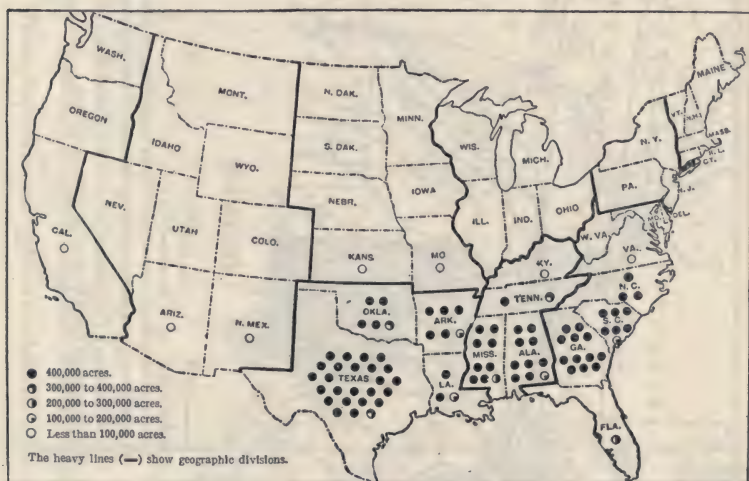 WASH.
MONT.
N. DAK.
MINN.
MAINE
OREGON
IDAHO
S. DAK.
WIS.
MICH.
VT.
N.H.
N. Y.
MASS.
R. I.
CT.
WYO.
IOWA
PA.
N. J.
NEV.
NEBR.
ILL.
IND.
OHIO
DEL.
UTAH
COLO.
W. VA.
CAL.
KANS
MO
KY.
VA.
ARIZ.
N. MEX.
OKLA.
ARK.
TENN.
N. C.
S. C.
MISS.
ALA.
GA.
TEXAS
LA.
FLA.
400,000 acres.
300,000 to 400,000 acres.
200,000 to 300,000 acres.
100,000 to 200,000 acres.
Less than 100,000 acres.
The heavy lines (—) show geographic divisions.